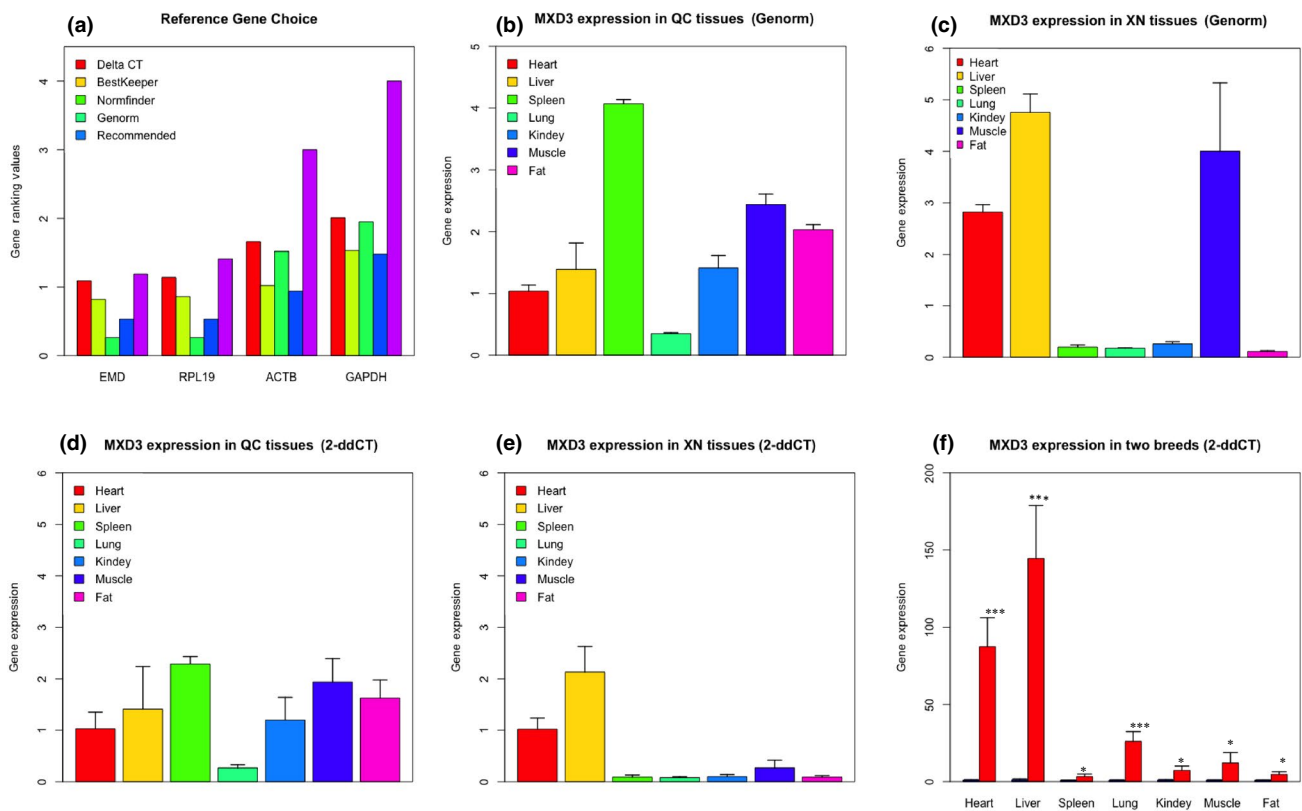 (a)
Reference Gene Choice
Delta CT
BestKeeper
Normfinder
Genorm
Recommended
Gene ranking values
0
1
2
3
4
EMD
RPL19
ACTB
GAPDH
(b)
MXD3 expression in QC tissues (Genorm)
Heart
Liver
Spleen
Lung
Kindey
Muscle
Fat
Gene expression
0
1
2
3
4
5
(c)
MXD3 expression in XN tissues (Genorm)
Heart
Liver
Spleen
Lung
Kindey
Muscle
Fat
Gene expression
0
1
2
3
4
5
6
(d)
MXD3 expression in QC tissues (2-ddCT)
Heart
Liver
Spleen
Lung
Kindey
Muscle
Fat
Gene expression
0
1
2
3
4
5
6
(e)
MXD3 expression in XN tissues (2-ddCT)
Heart
Liver
Spleen
Lung
Kindey
Muscle
Fat
Gene expression
0
1
2
3
4
5
6
(f)
MXD3 expression in two breeds (2-ddCT)
Gene expression
0
50
100
150
200
***
***
*
***
*
*
*
Heart
Liver
Spleen
Lung
Kindey
Muscle
Fat